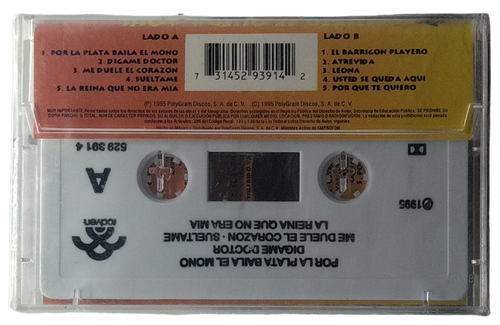 LADO A
1. POR LA PLATA BAILA EL MONO
2. DIGAME DOCTOR
3. ME DUELE EL CORAZON
4. SUELTAME
5. LA REINA QUE NO ERA MIA
7 31452 93914 2
LADO B
1. EL BARRIGON PLAYERO
2. ATREVIDA
3. LEONA
4. USTED SE QUEDA AQUI
5. POR QUE TE QUIERO
(P) 1995 PolyGram Discos, S. A. de C. V. (C) 1995 PolyGram Discos, S. A. de C. V.
529 391 4
A
℗1995
rodven
POR LA PLATA BAILA EL MONO
DIGAME DOCTOR
ME DUELE EL CORAZON - SUELTAME
LA REINA QUE NO ERA MIA